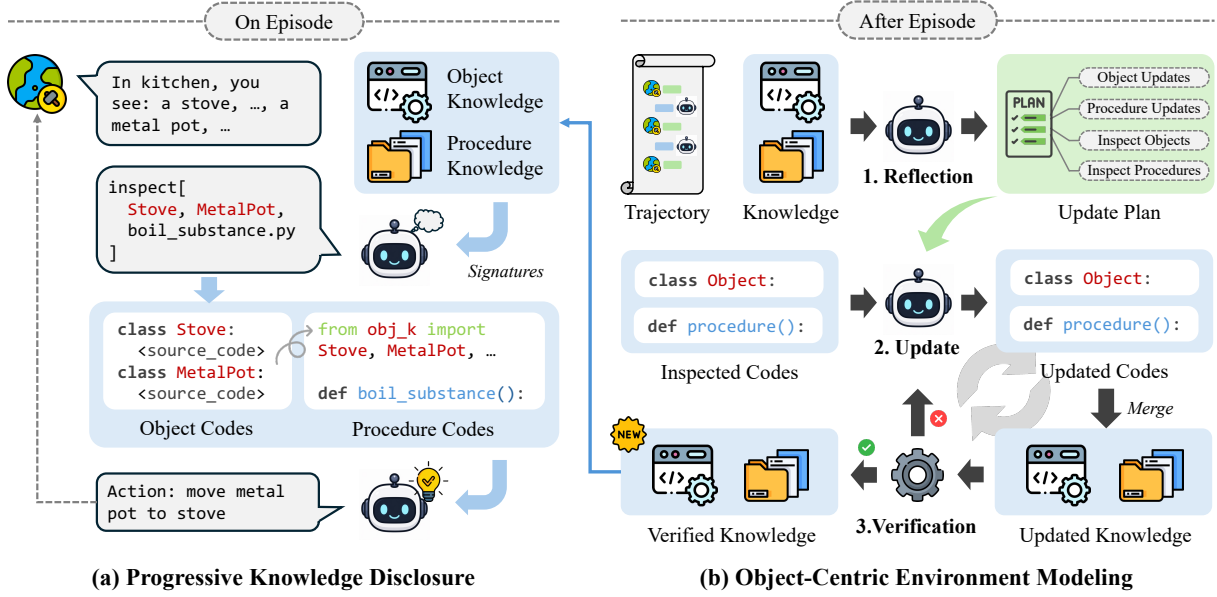 On Episode
In kitchen, you
see: a stove, …, a
metal pot, …
Object
Knowledge
Procedure
Knowledge
inspect[
Stove, MetalPot,
boil_substance.py
]
Signatures
class Stove:
<source_code>
class MetalPot:
<source_code>
Object Codes
from obj_k import
Stove, MetalPot, …
def boil_substance():
Procedure Codes
Action: move metal
pot to stove
(a) Progressive Knowledge Disclosure
After Episode
Trajectory
Knowledge
1. Reflection
PLAN
Object Updates
Procedure Updates
Inspect Objects
Inspect Procedures
Update Plan
class Object:
def procedure():
Inspected Codes
2. Update
class Object:
def procedure():
Updated Codes
Merge
NEW
Verified Knowledge
3.Verification
Updated Knowledge
(b) Object-Centric Environment Modeling